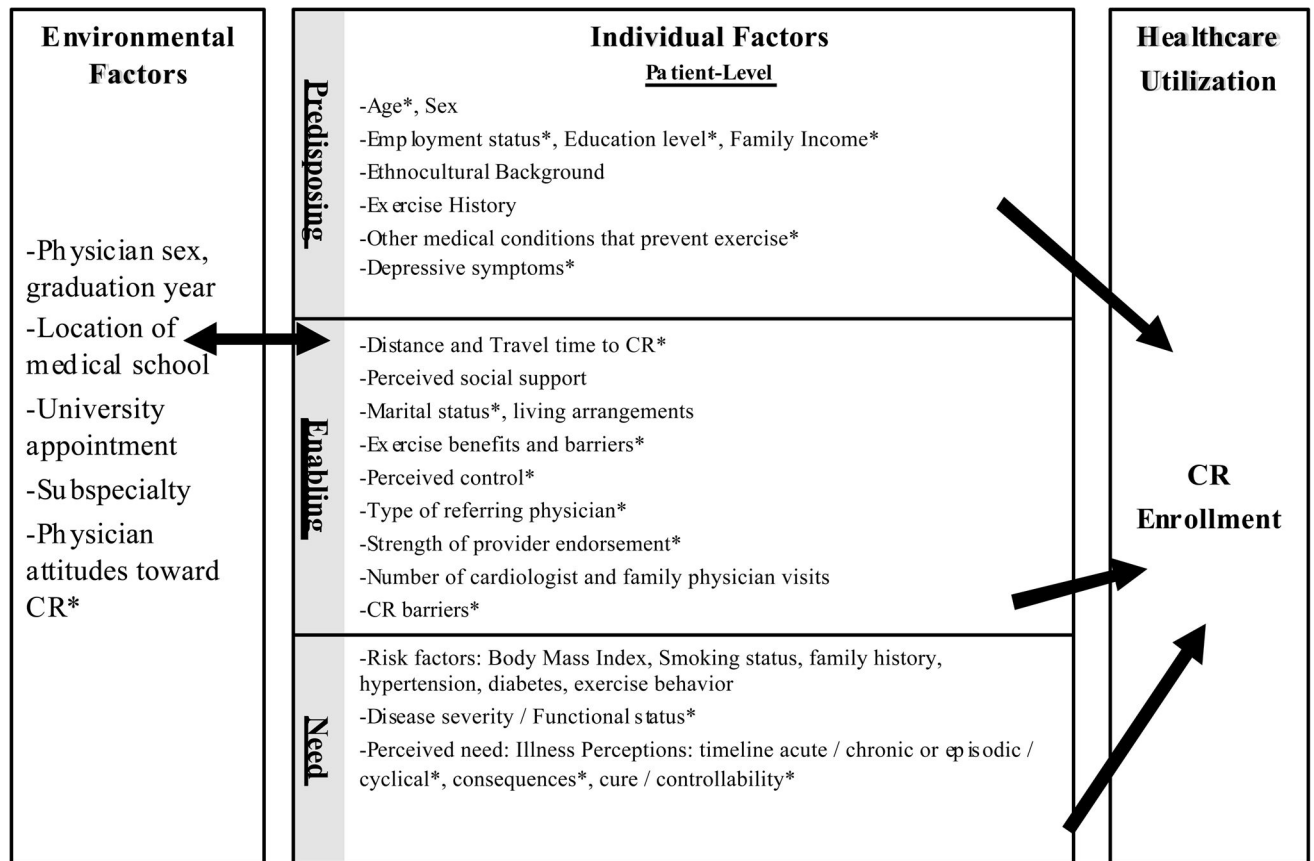 Environmental
Factors
-Physician sex,
graduation year
-Location of
medical school
-University
appointment
-Subspecialty
-Physician
attitudes toward
CR*
Individual Factors
Patient-Level
Predisposing
-Age*, Sex
-Employment status*, Education level*, Family Income*
-Ethnocultural Background
-Exercise History
-Other medical conditions that prevent exercise*
-Depressive symptoms*
Enabling
-Distance and Travel time to CR*
-Perceived social support
-Marital status*, living arrangements
-Exercise benefits and barriers*
-Perceived control*
-Type of referring physician*
-Strength of provider endorsement*
-Number of cardiologist and family physician visits
-CR barriers*
Need
-Risk factors: Body Mass Index, Smoking status, family history,
hypertension, diabetes, exercise behavior
-Disease severity / Functional status*
-Perceived need: Illness Perceptions: timeline acute / chronic or episodic /
cyclical*, consequences*, cure / controllability*
Healthcare
Utilization
CR
Enrollment